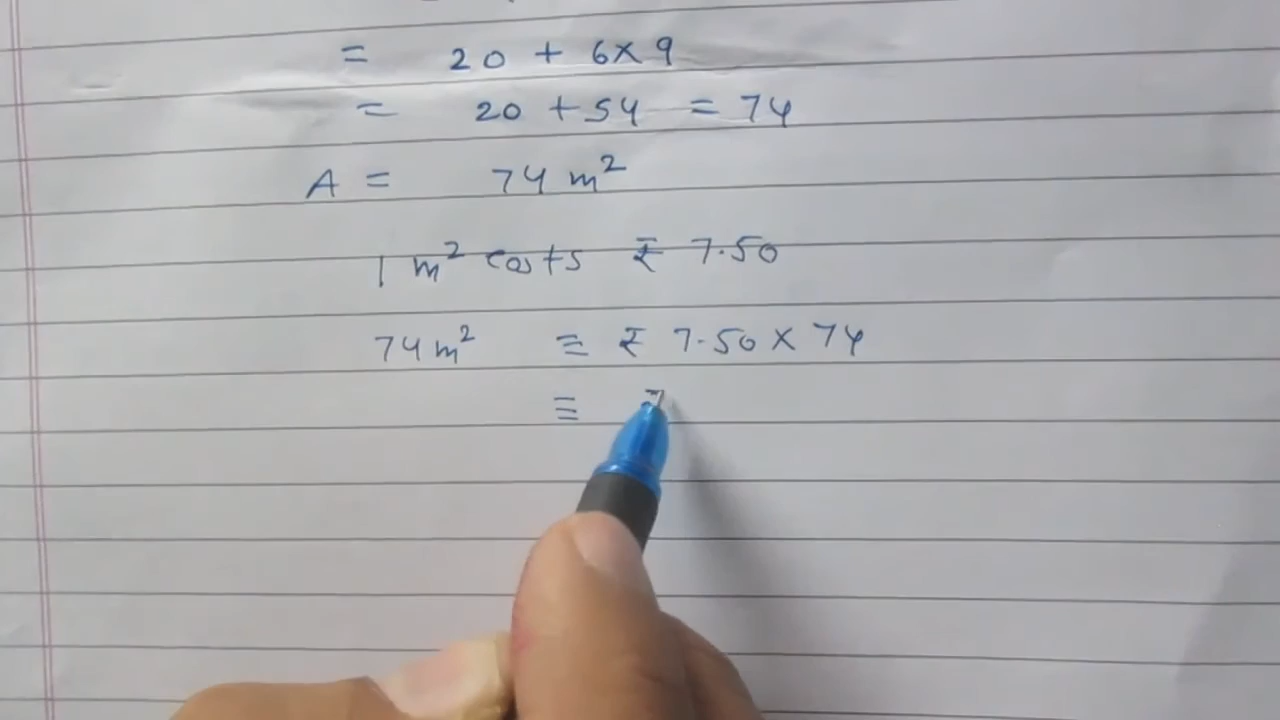 = 20 + 6 × 9
= 20 + 54 = 74
A = 74 m²
1 m² costs ₹ 7.50
74 m² ≡ ₹ 7.50 × 74
≡